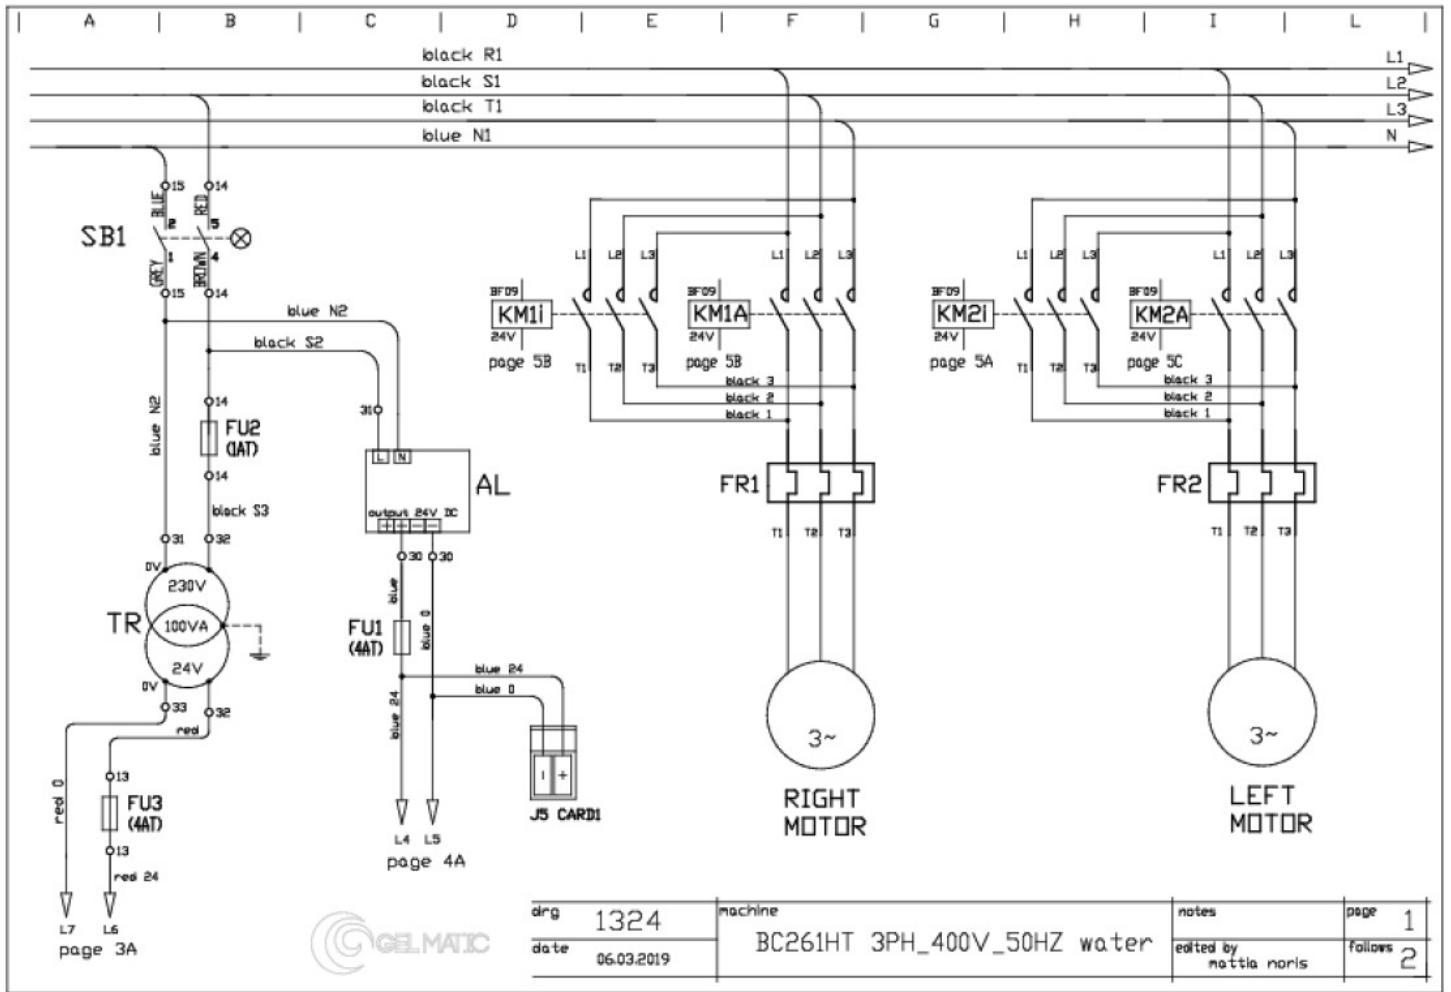 A B C D E F G H I L
black R1 L1
black S1 L2
black T1 L3
blue N1 N
15 14
BLUE RED
2 5
SB1
1 4
GREY BROWN
15 14
L1 L2 L3 L1 L2 L3 L1 L2 L3 L1 L2 L3
BF09 BF09 BF09 BF09
KM1i KM1A KM2i KM2A
24V 24V 24V 24V
page 5B page 5B page 5A page 5C
T1 T2 T3 T1 T2 T3
blue N2
black S2
black 3 black 3
black 2 black 2
black 1 black 1
14 31
blue N2
FU2
(1AT)
14
L N
AL
output 24V DC
+ + - -
black S3
FR1 FR2
T1 T2 T3 T1 T2 T3
31 32 30 30
0V
230V
TR 100VA
24V
0V
33 32
blue blue 0
FU1
(4AT)
blue 24
blue 0
blue 24
red
red 0
13
FU3
(4AT)
13
red 24
- +
J5 CARD1
3~ 3~
RIGHT
MOTOR
LEFT
MOTOR
L4 L5
page 4A
L7 L6
page 3A
GELMATIC
drg 1324
date 06.03.2019
machine
BC261HT 3PH_400V_50HZ water
notes
edited by
mattia noris
page 1
follows 2